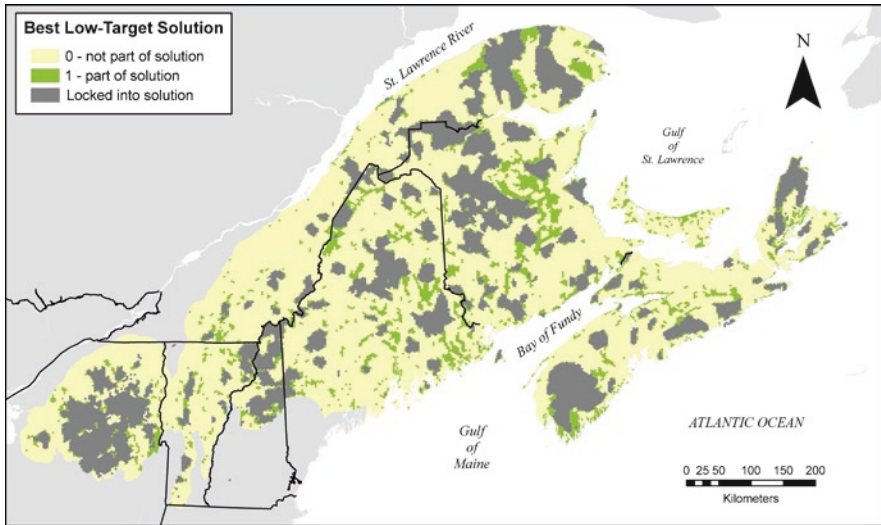 Best Low-Target Solution
0 - not part of solution
1 - part of solution
Locked into solution
St. Lawrence River
N
Gulf
of
St. Lawrence
Bay of Fundy
Gulf
of
Maine
ATLANTIC OCEAN
0 25 50 100 150 200
Kilometers